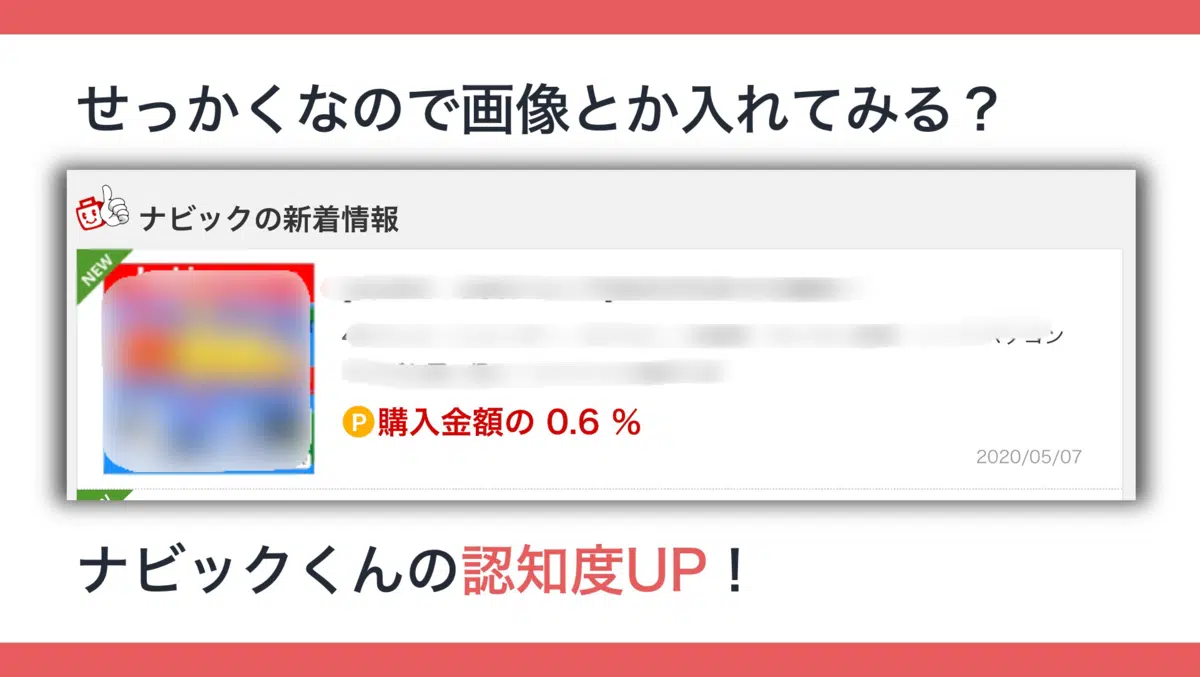 せっかくなので画像とか入れてみる？
ナビックの新着情報
NEW
P購入金額の 0.6 %
2020/05/07
ナビックくんの認知度UP！